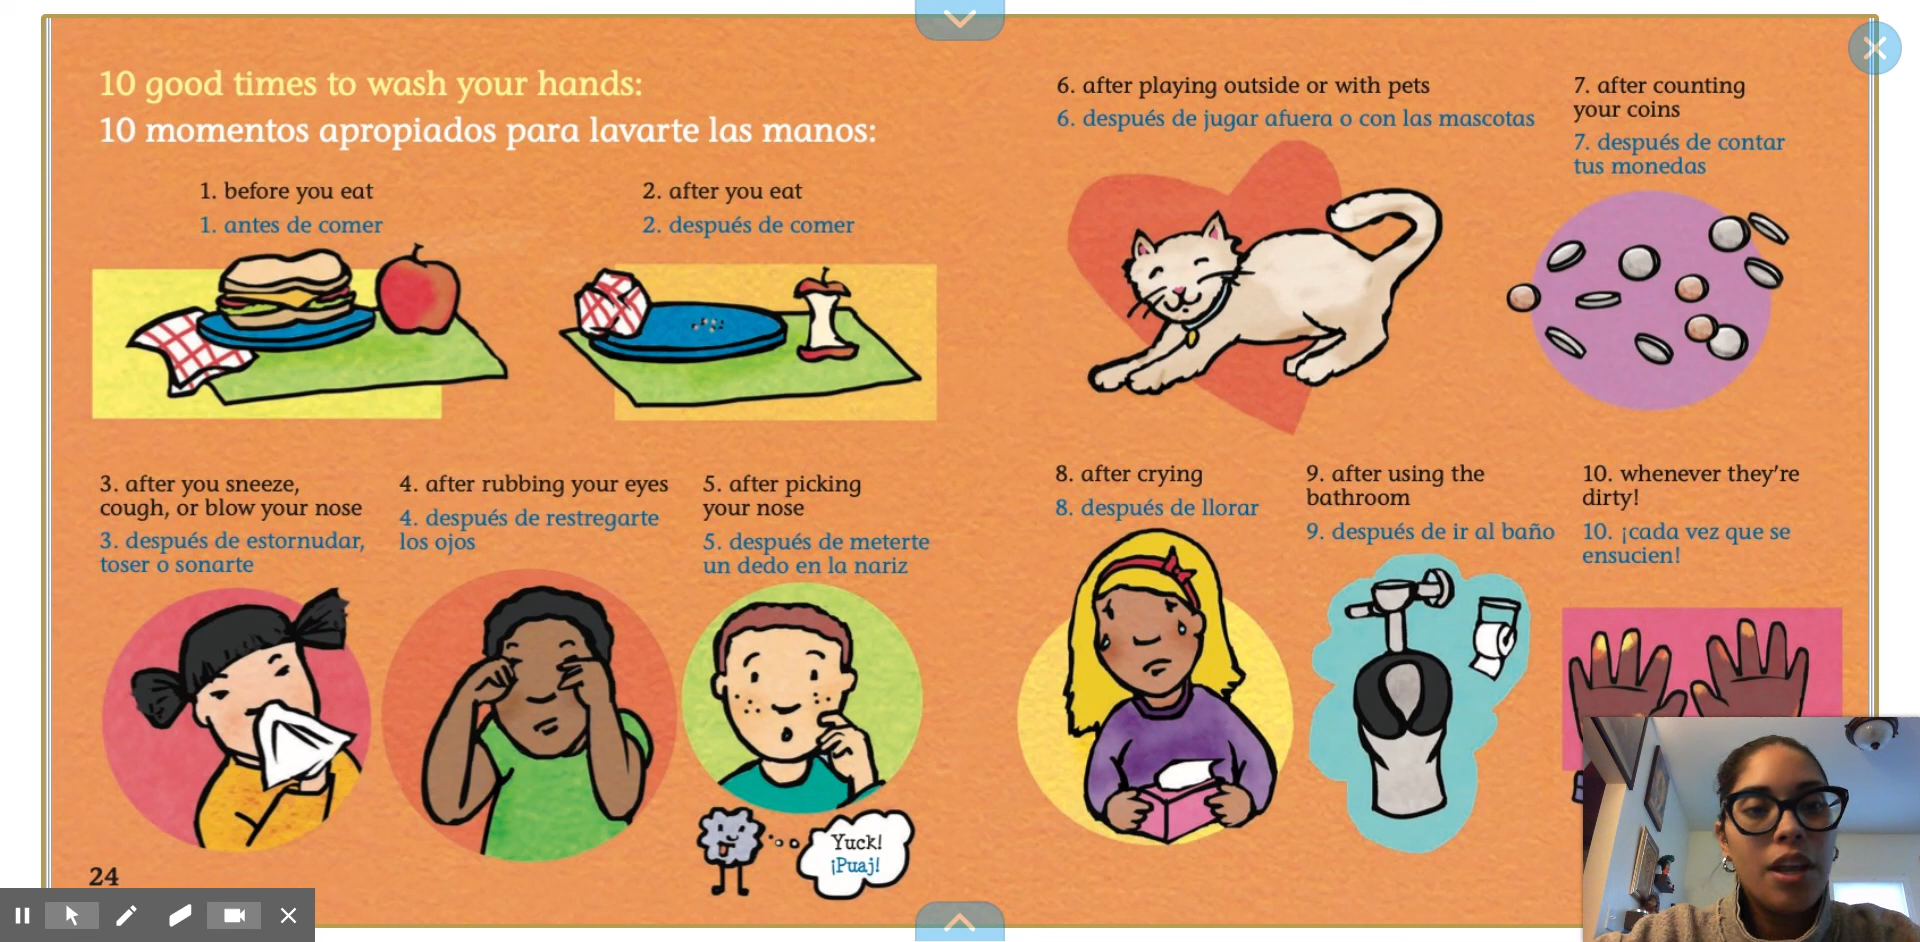 10 good times to wash your hands:
10 momentos apropiados para lavarte las manos:
1. before you eat
1. antes de comer
2. after you eat
2. después de comer
3. after you sneeze,
cough, or blow your nose
3. después de estornudar,
toser o sonarte
4. after rubbing your eyes
4. después de restregarte
los ojos
5. after picking
your nose
5. después de meterte
un dedo en la nariz
Yuck!
¡Puaj!
24
6. after playing outside or with pets
6. después de jugar afuera o con las mascotas
7. after counting
your coins
7. después de contar
tus monedas
8. after crying
8. después de llorar
9. after using the
bathroom
9. después de ir al baño
10. whenever they're
dirty!
10. ¡cada vez que se
ensucien!